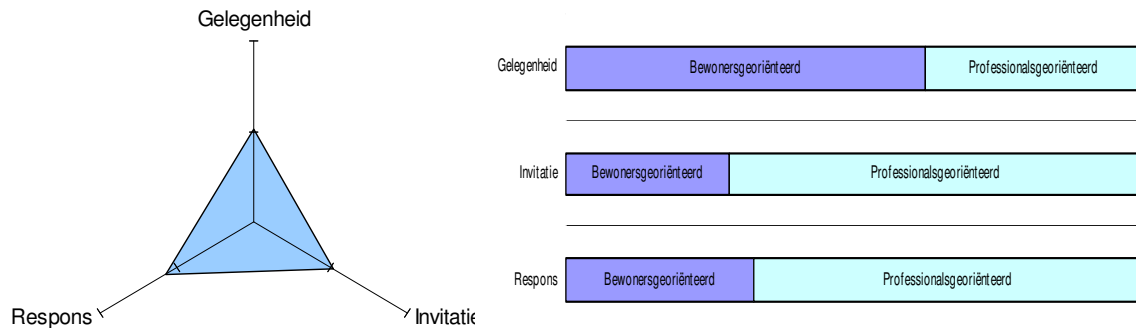 Gelegenheid
Respons
Invitatie
Gelegenheid
Bewonersgeoriënteerd
Professionalsgeoriënteerd
Invitatie
Bewonersgeoriënteerd
Professionalsgeoriënteerd
Respons
Bewonersgeoriënteerd
Professionalsgeoriënteerd